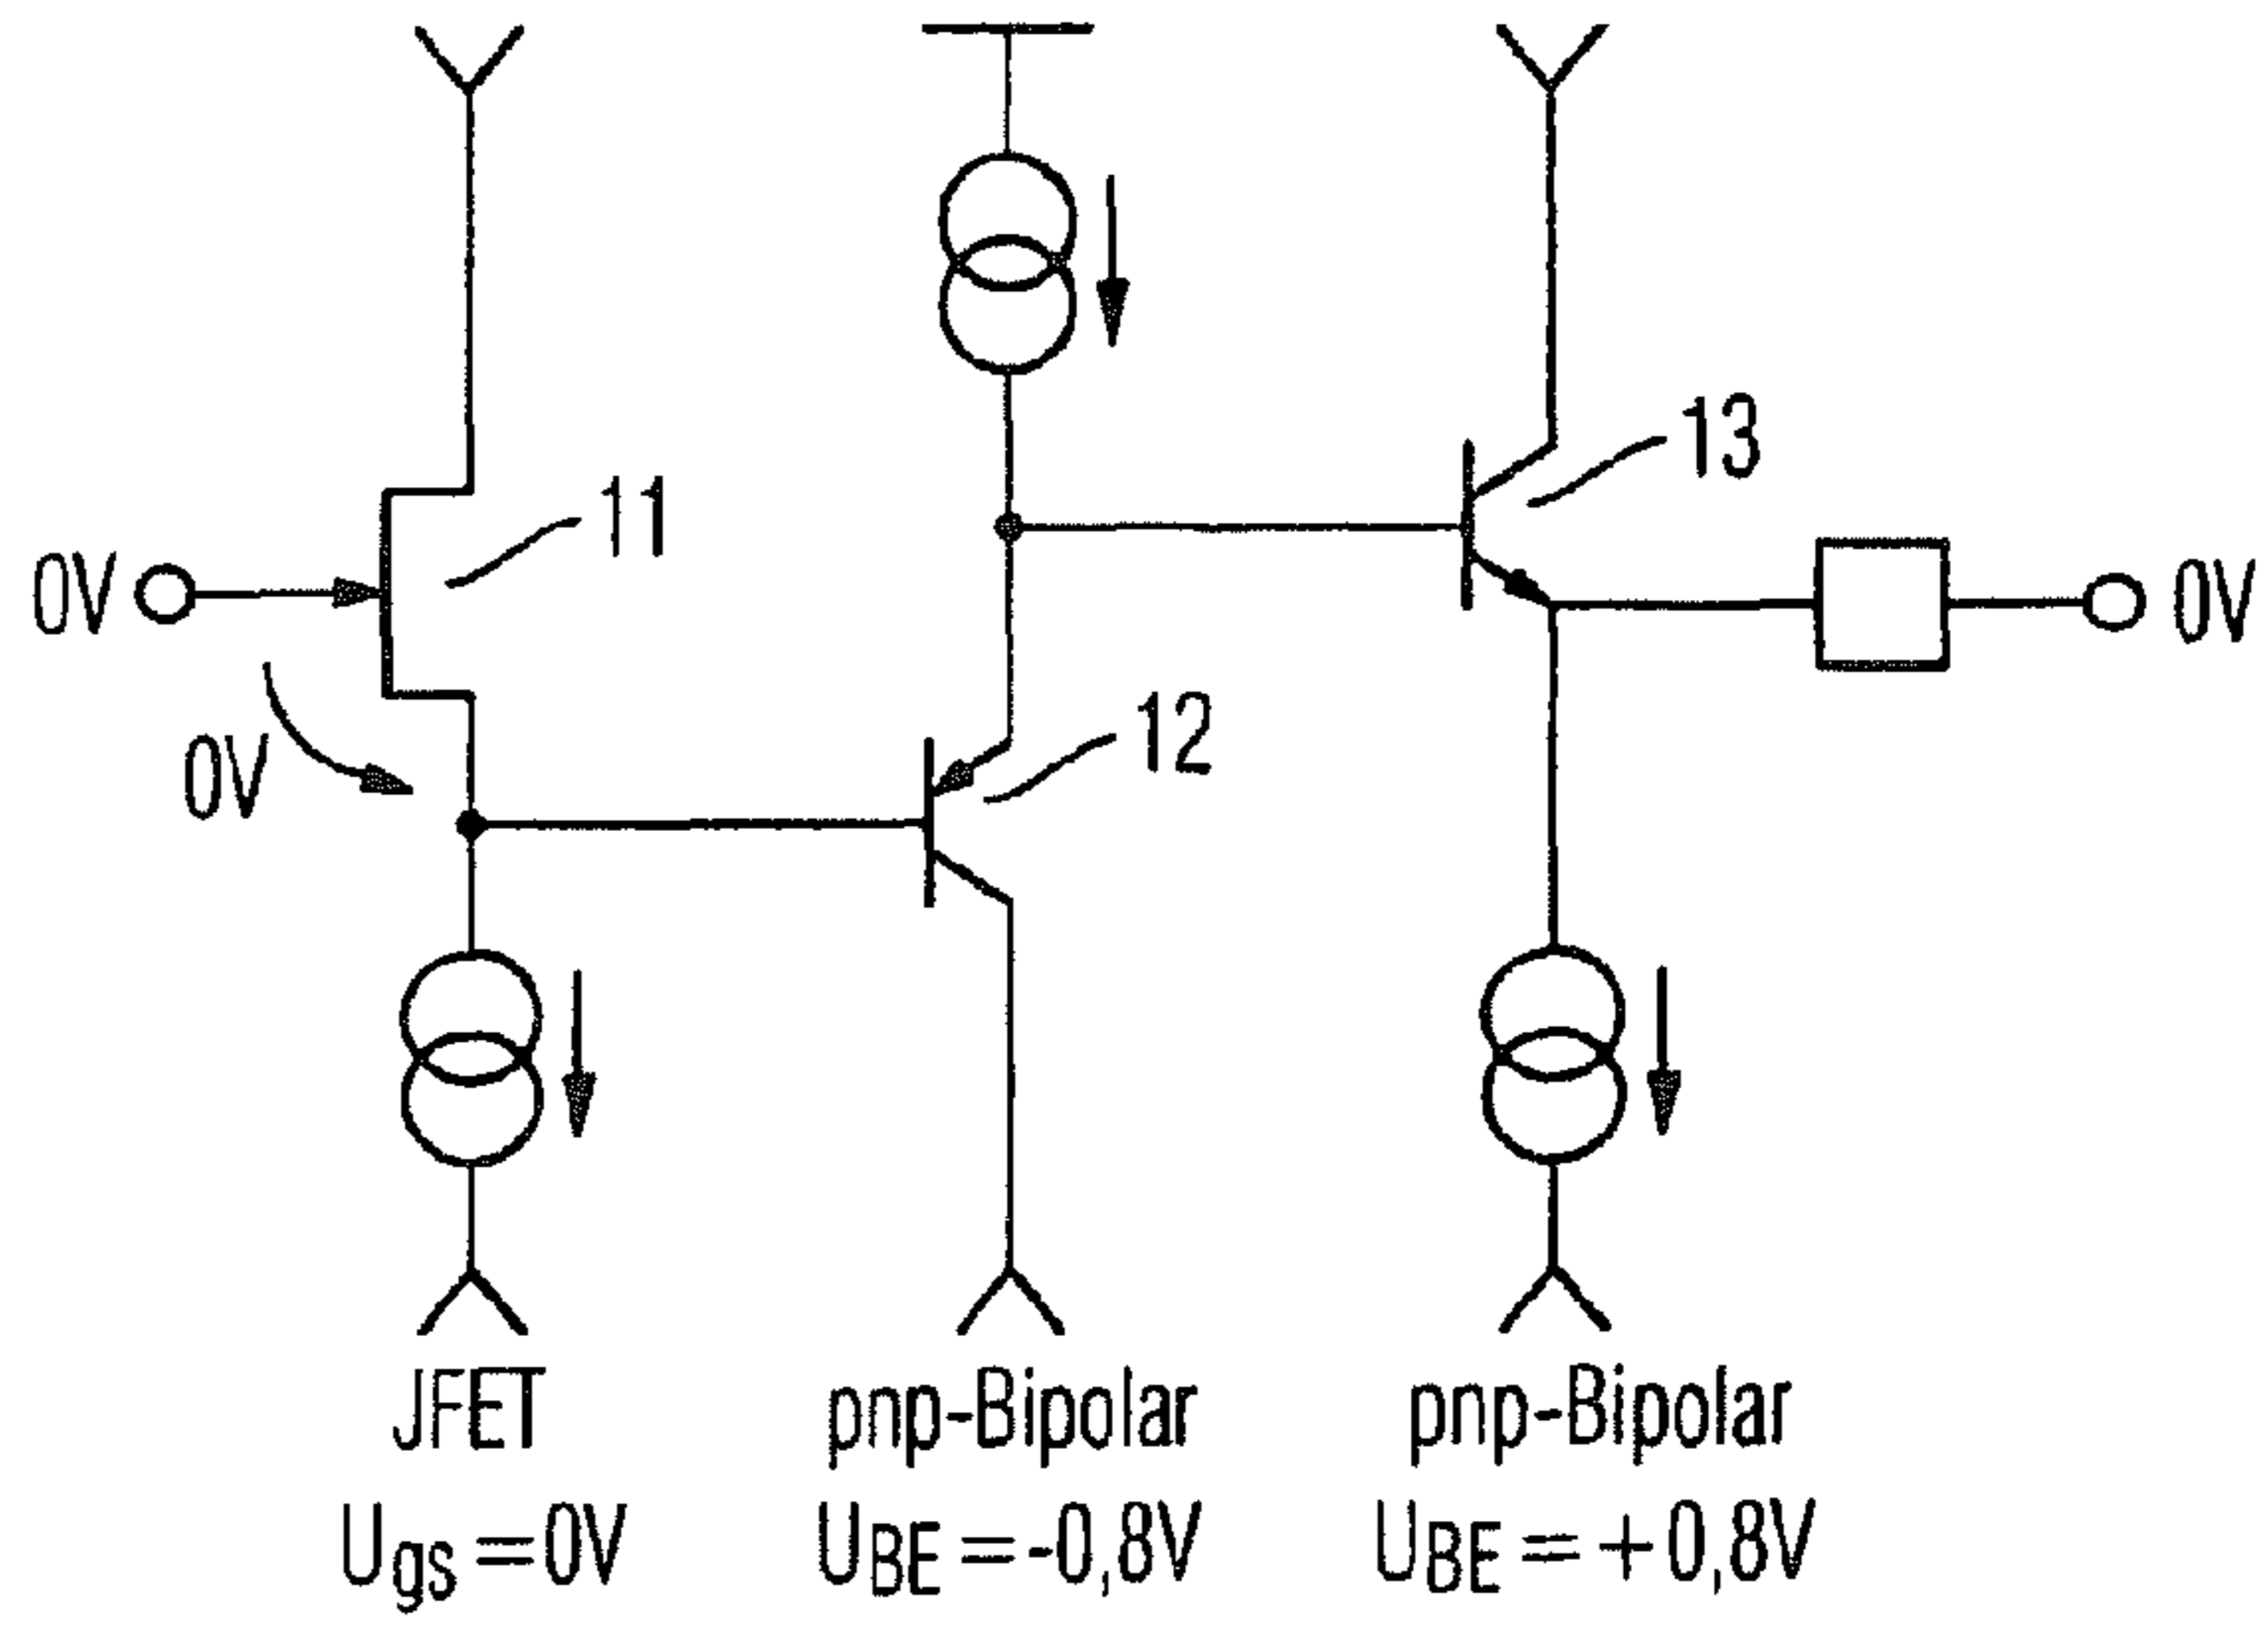 13
11
0V
0V
12
0V
JFET
pnp-Bipolar
pnp-Bipolar
Ugs=0V
UBE=-0,8V
UBE=+0,8V